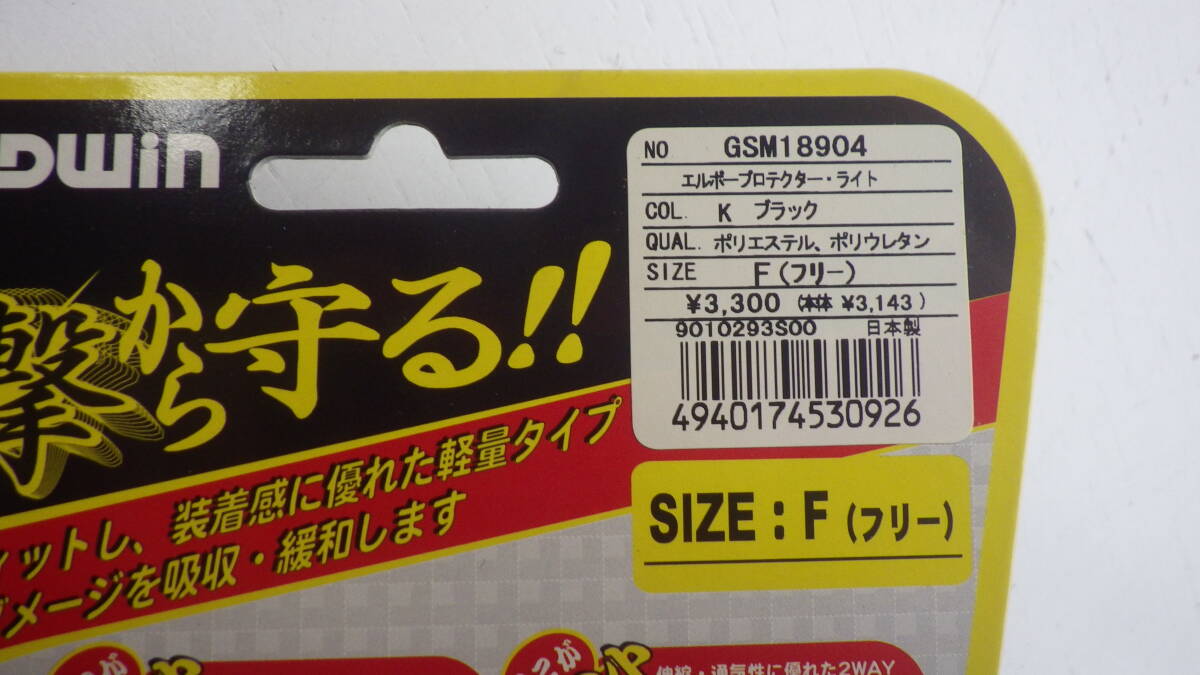 DWin
撃から守る!!
ィットし、装着感に優れた軽量タイプ
メージを吸収・緩和します
NO GSM18904
エルボープロテクター・ライト
COL. K ブラック
QUAL. ポリエステル、ポリウレタン
SIZE F(フリー)
¥3,300 (本体 ¥3,143)
9010293S00 日本製
4940174530926
SIZE : F (フリー)
が
が
伸縮・通気性に優れた2WAY